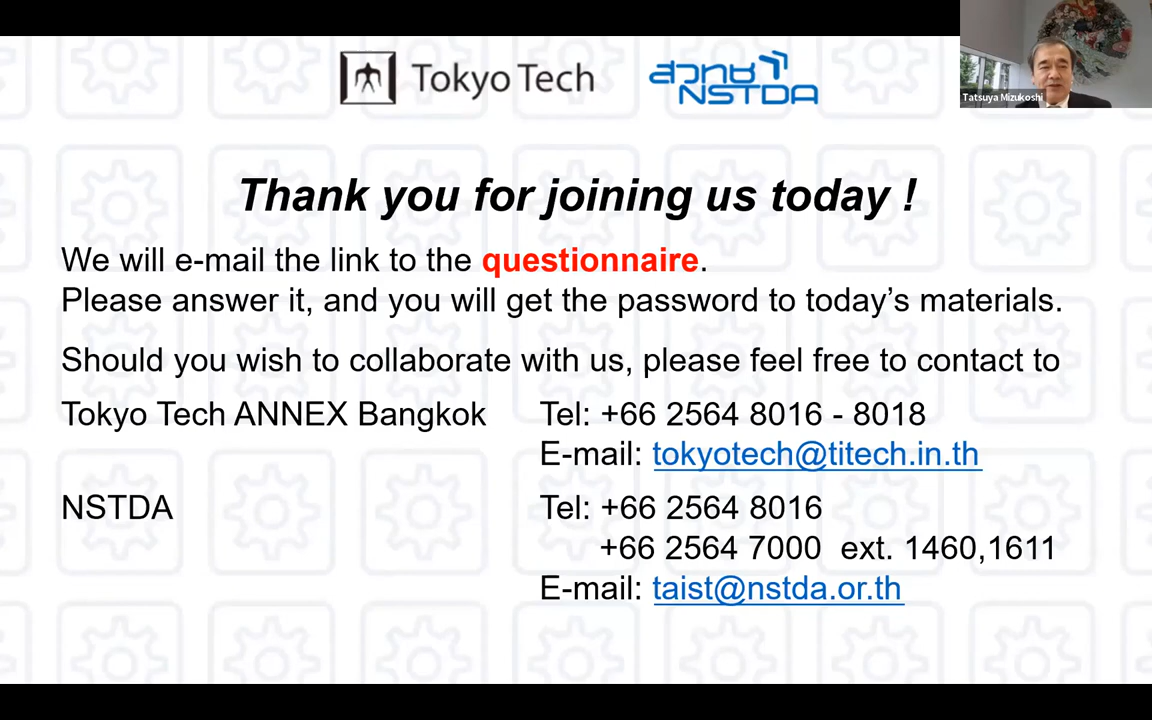 Tokyo Tech
สวทช
NSTDA
Tatsuya Mizukoshi
Thank you for joining us today !
We will e-mail the link to the questionnaire.
Please answer it, and you will get the password to today’s materials.
Should you wish to collaborate with us, please feel free to contact to
Tokyo Tech ANNEX Bangkok Tel: +66 2564 8016 - 8018
E-mail: tokyotech@titech.in.th
NSTDA Tel: +66 2564 8016
+66 2564 7000 ext. 1460,1611
E-mail: taist@nstda.or.th